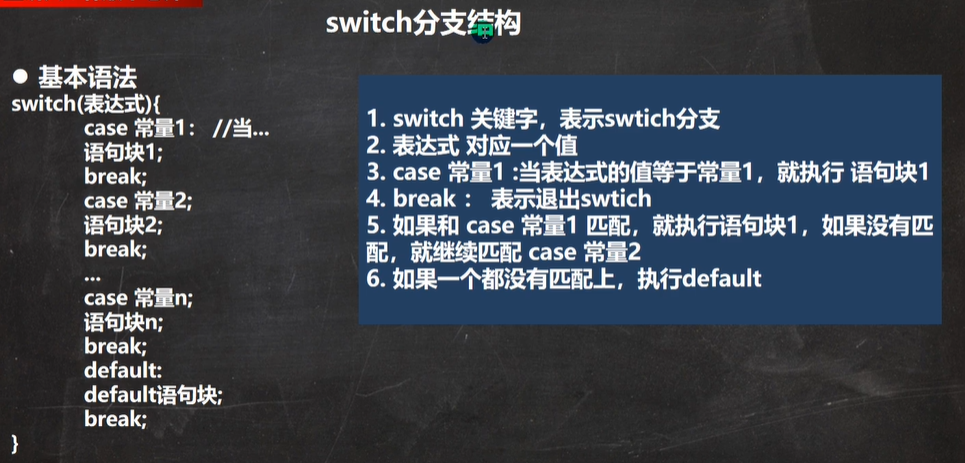 switch分支结构
● 基本语法
switch(表达式){
case 常量1： //当...
语句块1;
break;
case 常量2;
语句块2;
break;
...
case 常量n;
语句块n;
break;
default:
default语句块;
break;
}
1. switch 关键字，表示swtich分支
2. 表达式 对应一个值
3. case 常量1 :当表达式的值等于常量1，就执行 语句块1
4. break ： 表示退出swtich
5. 如果和 case 常量1 匹配，就执行语句块1，如果没有匹
配，就继续匹配 case 常量2
6. 如果一个都没有匹配上，执行default